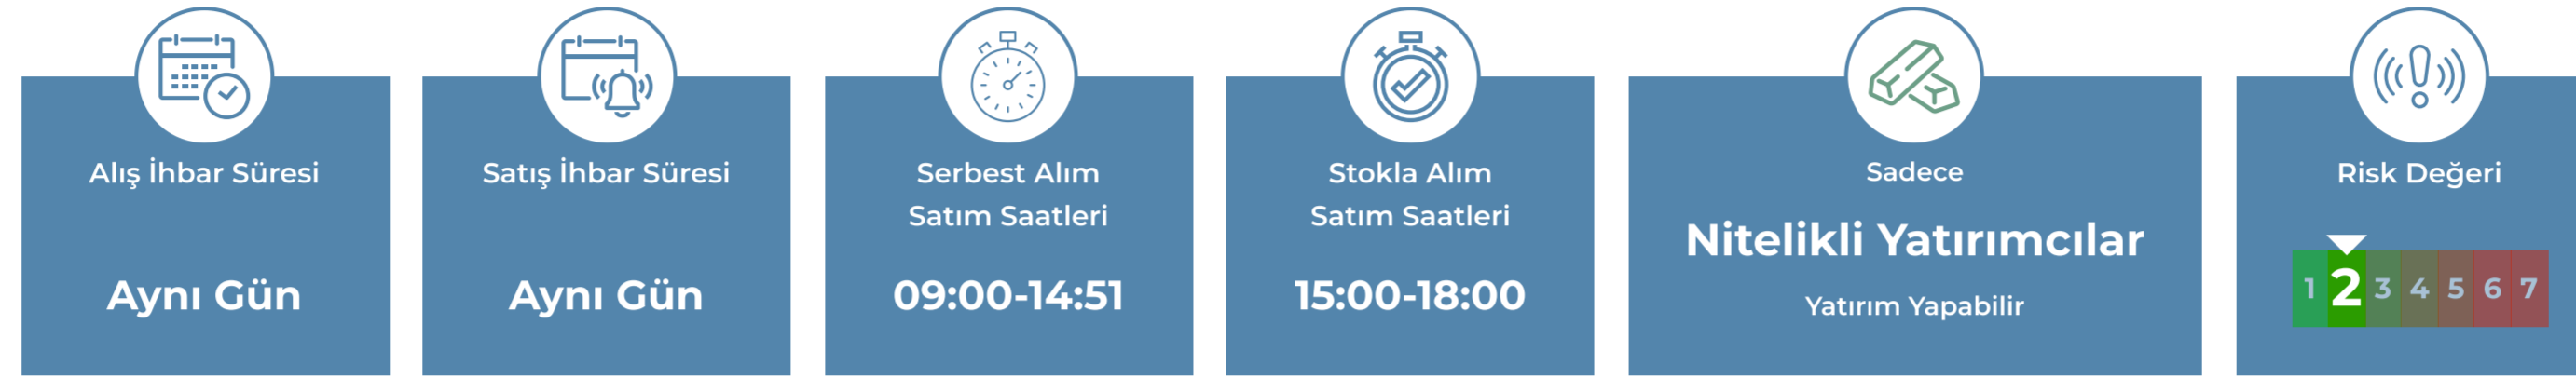 Alış İhbar Süresi
Aynı Gün
Satış İhbar Süresi
Aynı Gün
Serbest Alım
Satım Saatleri
09:00-14:51
Stokla Alım
Satım Saatleri
15:00-18:00
Sadece
Nitelikli Yatırımcılar
Yatırım Yapabilir
Risk Değeri
1 2 3 4 5 6 7